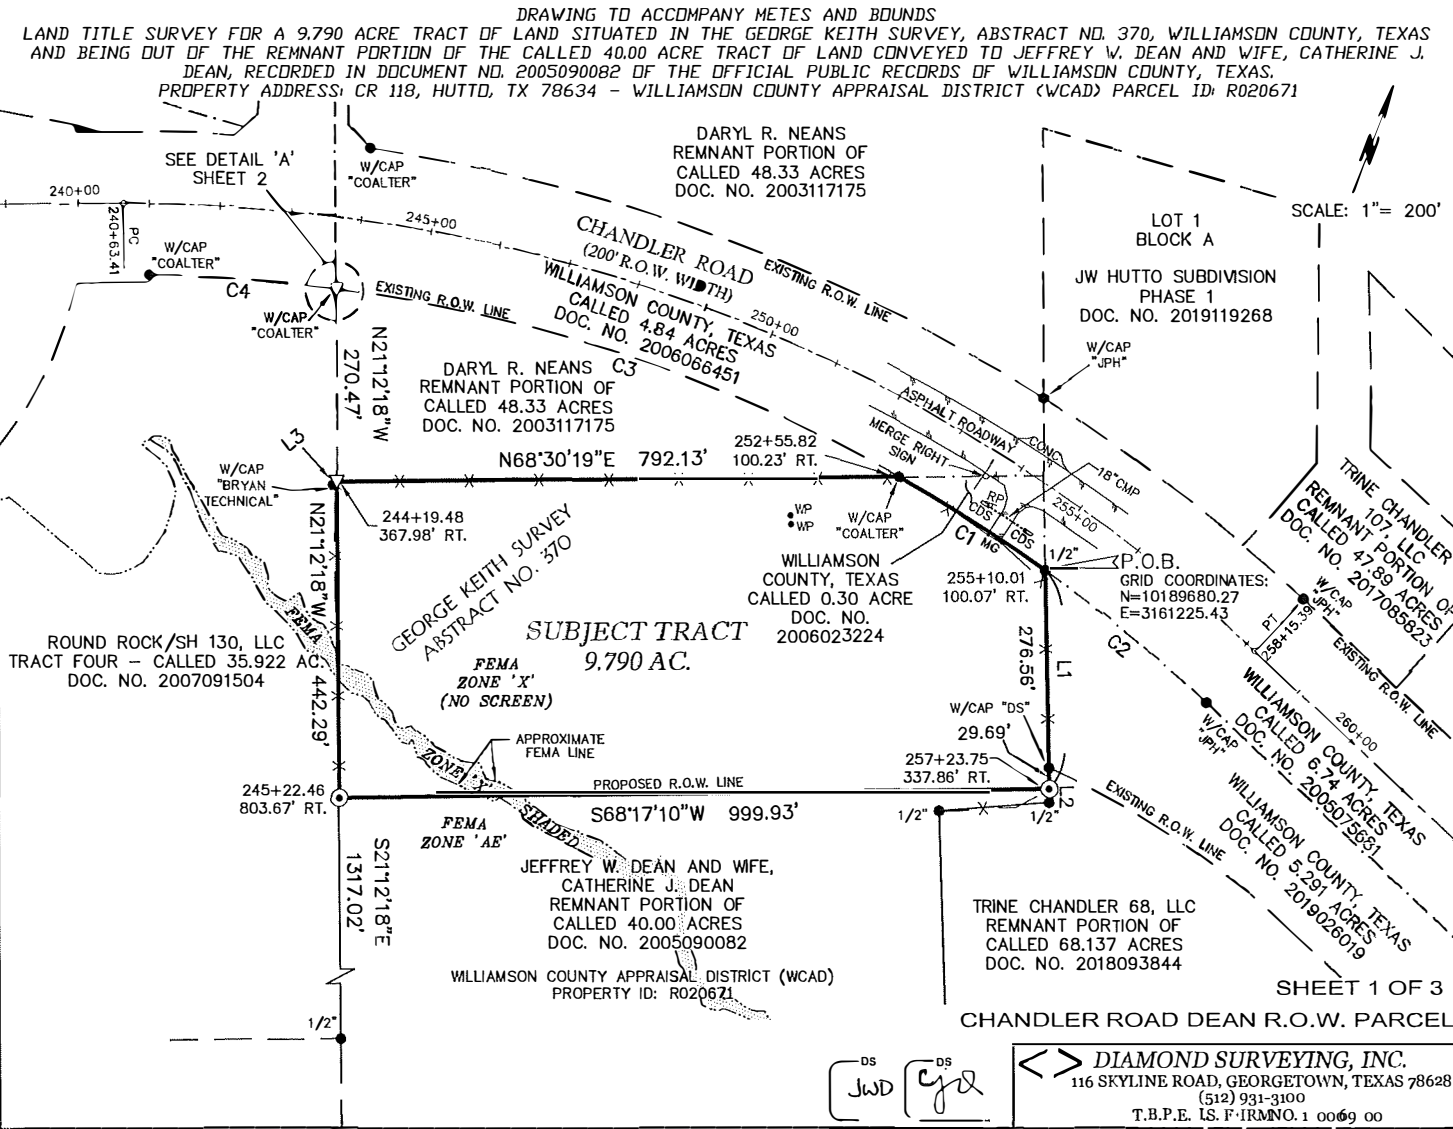 DRAWING TO ACCOMPANY METES AND BOUNDS
LAND TITLE SURVEY FOR A 9.790 ACRE TRACT OF LAND SITUATED IN THE GEORGE KEITH SURVEY, ABSTRACT NO. 370, WILLIAMSON COUNTY, TEXAS
AND BEING OUT OF THE REMNANT PORTION OF THE CALLED 40.00 ACRE TRACT OF LAND CONVEYED TO JEFFREY W. DEAN AND WIFE, CATHERINE J.
DEAN, RECORDED IN DOCUMENT NO. 2005090082 OF THE OFFICIAL PUBLIC RECORDS OF WILLIAMSON COUNTY, TEXAS.
PROPERTY ADDRESS: CR 118, HUTTO, TX 78634 - WILLIAMSON COUNTY APPRAISAL DISTRICT (WCAD) PARCEL ID: R020671
DARYL R. NEANS
REMNANT PORTION OF
CALLED 48.33 ACRES
DOC. NO. 2003117175
SEE DETAIL 'A'
SHEET 2
W/CAP
"COALTER"
240+00
PC
240+63.41
W/CAP
"COALTER"
C4
245+00
W/CAP
"COALTER"
EXISTING R.O.W. LINE
CHANDLER ROAD
(200' R.O.W. WIDTH)
WILLIAMSON COUNTY, TEXAS
CALLED 4.84 ACRES
DOC. NO. 2006066451
EXISTING R.O.W. LINE
250+00
LOT 1
BLOCK A
JW HUTTO SUBDIVISION
PHASE 1
DOC. NO. 2019119268
SCALE: 1"= 200'
W/CAP
"JPH"
N21°12'18"W
270.47'
DARYL R. NEANS
REMNANT PORTION OF
CALLED 48.33 ACRES
DOC. NO. 2003117175
C3
ASPHALT ROADWAY
MERGE RIGHT
SIGN
CONC
18"CMP
L3
W/CAP
"BRYAN
TECHNICAL"
N68°30'19"E 792.13'
252+55.82
100.23' RT.
244+19.48
367.98' RT.
WP
WP
W/CAP
"COALTER"
RP
CDS
CDS
C1
MG
255+00
1/2"
P.O.B.
GRID COORDINATES:
N=10189680.27
E=3161225.43
TRINE CHANDLER
107, LLC
REMNANT PORTION OF
CALLED 47.89 ACRES
DOC. NO. 2017085823
W/CAP
"JPH"
PT
258+15.39
EXISTING R.O.W. LINE
N21°12'18"W 442.29'
GEORGE KEITH SURVEY
ABSTRACT NO. 370
WILLIAMSON
COUNTY, TEXAS
CALLED 0.30 ACRE
DOC. NO.
2006023224
255+10.01
100.07' RT.
FEMA
ROUND ROCK/SH 130, LLC
TRACT FOUR - CALLED 35.922 AC.
DOC. NO. 2007091504
SUBJECT TRACT
9.790 AC.
FEMA
ZONE 'X'
(NO SCREEN)
276.56'
L1
C2
W/CAP
"JPH"
W/CAP "DS"
29.69'
257+23.75
337.86' RT.
APPROXIMATE
FEMA LINE
ZONE 'X'
SHADED
PROPOSED R.O.W. LINE
245+22.46
803.67' RT.
S68°17'10"W 999.93'
FEMA
ZONE 'AE'
1/2"
1/2"
L2
EXISTING R.O.W. LINE
260+00
WILLIAMSON COUNTY, TEXAS
CALLED 6.74 ACRES
DOC. NO. 2005075631
WILLIAMSON COUNTY, TEXAS
CALLED 5.291 ACRES
DOC. NO. 2019026019
S21°12'18"E
1317.02'
JEFFREY W. DEAN AND WIFE,
CATHERINE J. DEAN
REMNANT PORTION OF
CALLED 40.00 ACRES
DOC. NO. 2005090082
WILLIAMSON COUNTY APPRAISAL DISTRICT (WCAD)
PROPERTY ID: R020671
TRINE CHANDLER 68, LLC
REMNANT PORTION OF
CALLED 68.137 ACRES
DOC. NO. 2018093844
1/2"
SHEET 1 OF 3
CHANDLER ROAD DEAN R.O.W. PARCEL
DS
JWD
DS
DIAMOND SURVEYING, INC.
116 SKYLINE ROAD, GEORGETOWN, TEXAS 78628
(512) 931-3100
T.B.P.E. LS. FIRM NO. 1 0069 00